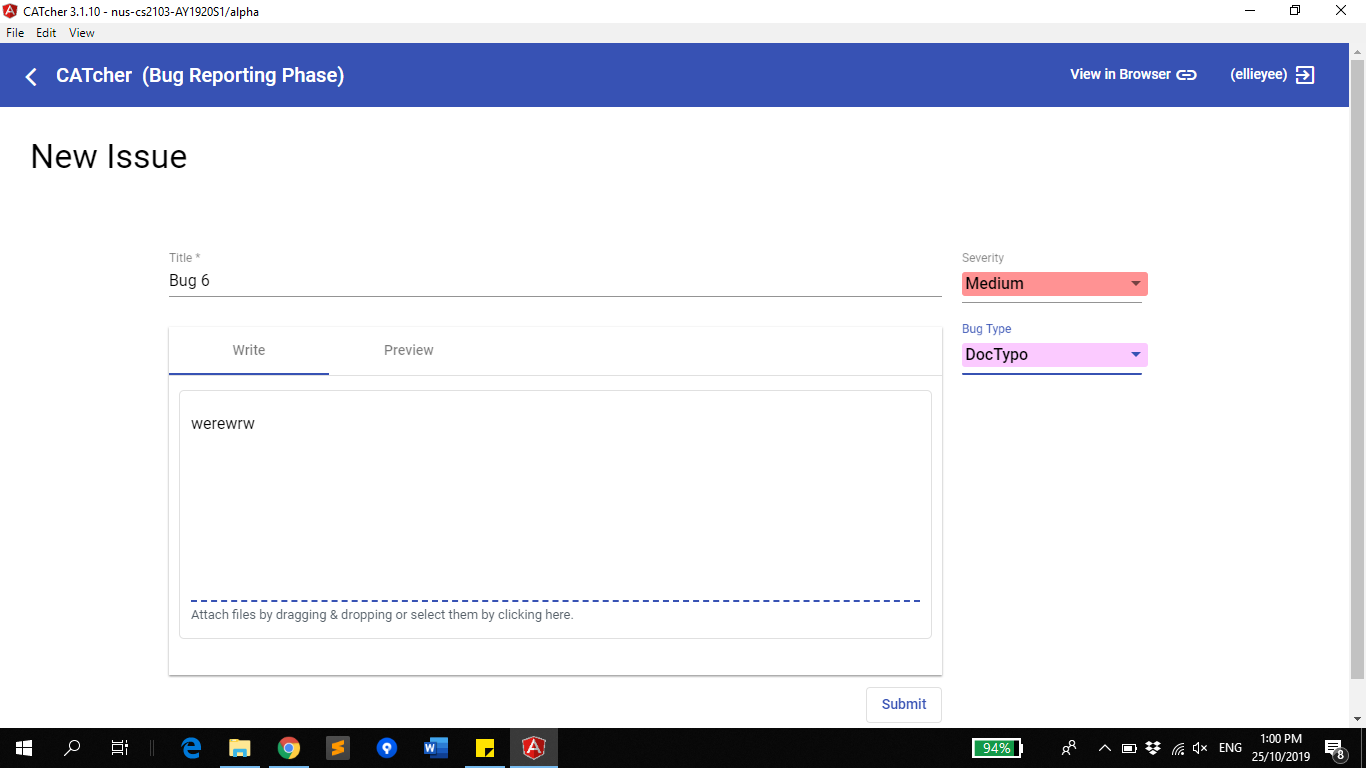 CATcher 3.1.10 - nus-cs2103-AY1920S1/alpha
File Edit View
CATcher (Bug Reporting Phase)
View in Browser
(ellieyee)
New Issue
Title *
Bug 6
Severity
Medium
Bug Type
DocTypo
Write
Preview
werewrw
Attach files by dragging & dropping or select them by clicking here.
Submit
94%
ENG
1:00 PM
25/10/2019
8